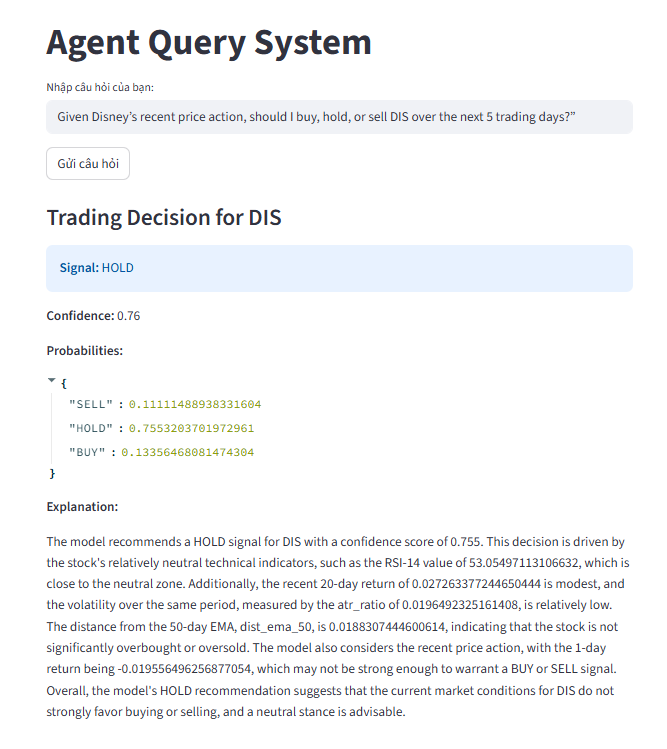 Agent Query System
Nhập câu hỏi của bạn:
Given Disney’s recent price action, should I buy, hold, or sell DIS over the next 5 trading days?”
Gửi câu hỏi
Trading Decision for DIS
Signal: HOLD
Confidence: 0.76
Probabilities:
{
"SELL" : 0.11111488938331604
"HOLD" : 0.7553203701972961
"BUY" : 0.13356468081474304
}
Explanation:
The model recommends a HOLD signal for DIS with a confidence score of 0.755. This decision is driven by
the stock's relatively neutral technical indicators, such as the RSI-14 value of 53.05497113106632, which is
close to the neutral zone. Additionally, the recent 20-day return of 0.027263377244650444 is modest, and
the volatility over the same period, measured by the atr_ratio of 0.0196492325161408, is relatively low.
The distance from the 50-day EMA, dist_ema_50, is 0.0188307444600614, indicating that the stock is not
significantly overbought or oversold. The model also considers the recent price action, with the 1-day
return being -0.019556496256877054, which may not be strong enough to warrant a BUY or SELL signal.
Overall, the model's HOLD recommendation suggests that the current market conditions for DIS do not
strongly favor buying or selling, and a neutral stance is advisable.